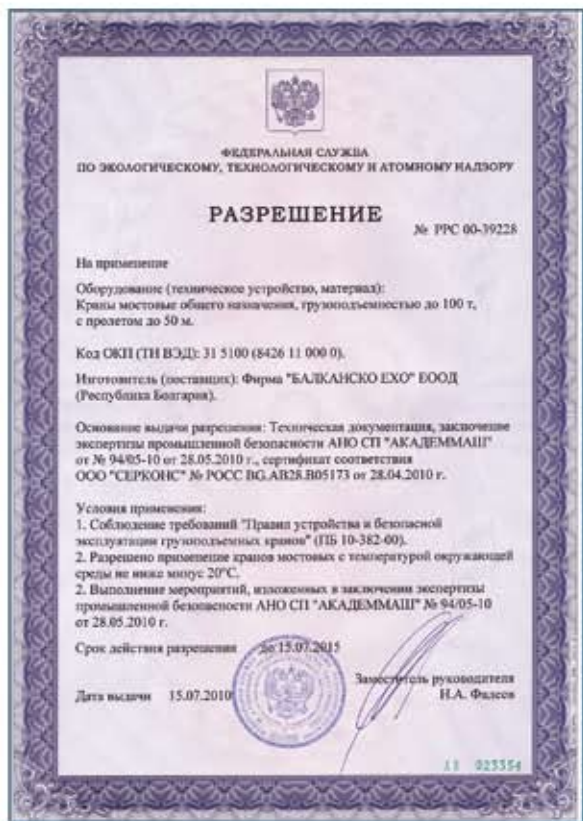 ФЕДЕРАЛЬНАЯ СЛУЖБА
ПО ЭКОЛОГИЧЕСКОМУ, ТЕХНОЛОГИЧЕСКОМУ И АТОМНОМУ НАДЗОРУ
РАЗРЕШЕНИЕ
№ РРС 00-39228
На применение
Оборудование (техническое устройство, материал):
Краны мостовые общего назначения, грузоподъемностью до 100 т,
с пролетом до 50 м.
Код ОКП (ТН ВЭД): 31 5100 (8426 11 000 0).
Изготовитель (поставщик): Фирма "БАЛКАНСКО ЕХО" ЕООД
(Республика Болгария).
Основание выдачи разрешения: Техническая документация, заключение
экспертизы промышленной безопасности АНО СП "АКАДЕММАШ"
от № 94/05-10 от 28.05.2010 г., сертификат соответствия
ООО "СЕРКОНС" № РОСС BG.АВ28.В05173 от 28.04.2010 г.
Условия применения:
1. Соблюдение требований "Правил устройства и безопасной
эксплуатации грузоподъемных кранов" (ПБ 10-382-00).
2. Разрешено применение кранов мостовых с температурой окружающей
среды не ниже минус 20°С.
2. Выполнение мероприятий, изложенных в заключении экспертизы
промышленной безопасности АНО СП "АКАДЕММАШ" № 94/05-10
от 28.05.2010 г.
Срок действия разрешения до 15.07.2015
Заместитель руководителя
Дата выдачи 15.07.2010 Н.А. Фадеев
11 023354